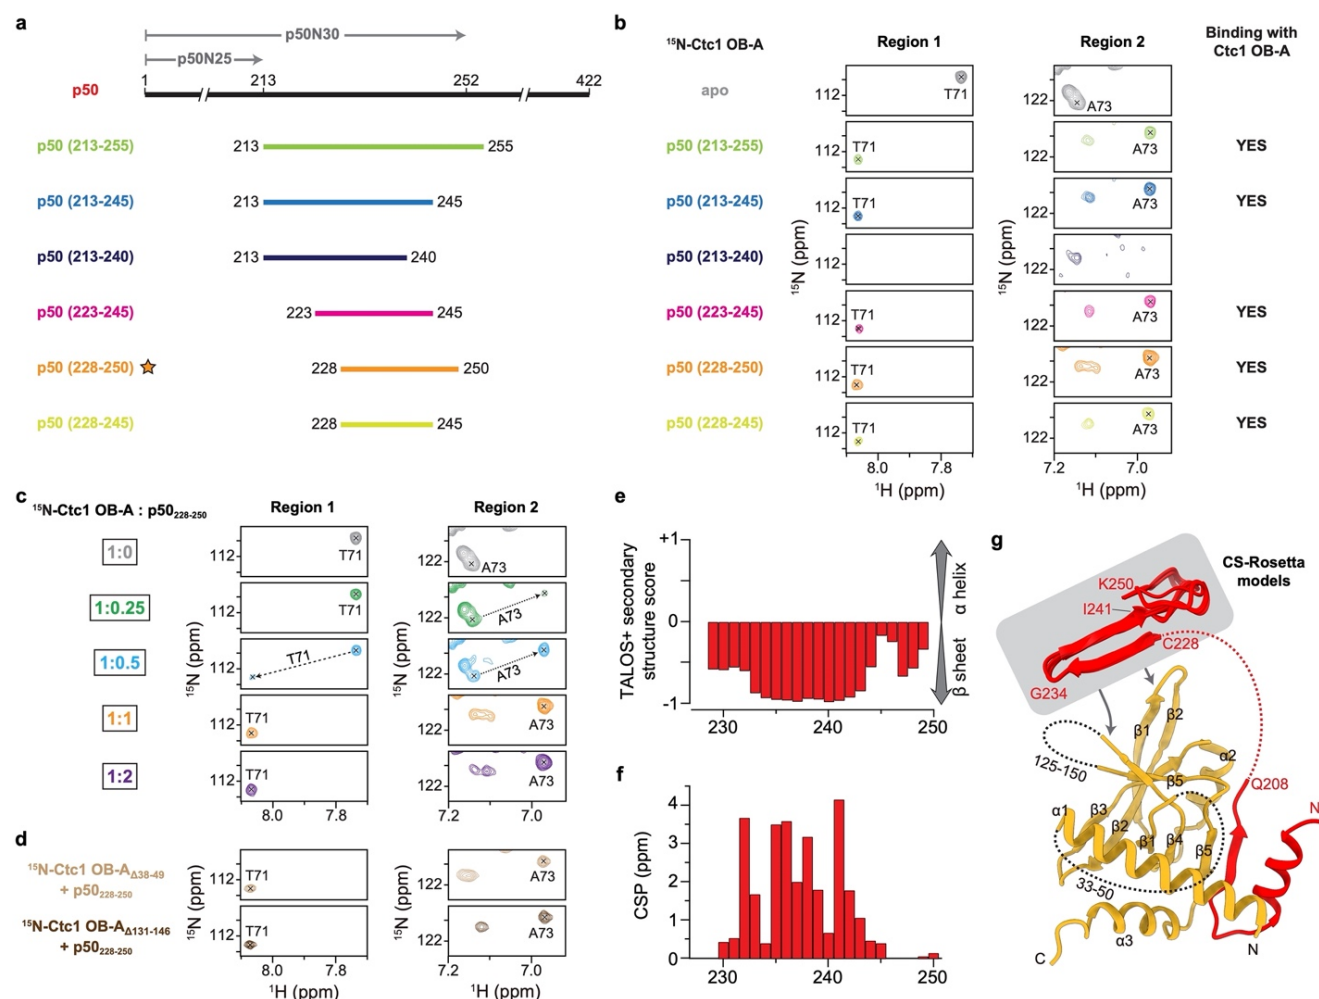 a
p50N30
p50N25
1 213 252 422
p50
p50 (213-255) 213 255
p50 (213-245) 213 245
p50 (213-240) 213 240
p50 (223-245) 223 245
p50 (228-250) 228 250
p50 (228-245) 228 245
b
¹⁵N-Ctc1 OB-A Region 1 Region 2 Binding with
Ctc1 OB-A
apo 112 T71 122 A73
p50 (213-255) 112 T71 122 A73 YES
p50 (213-245) 112 T71 122 A73 YES
p50 (213-240) 122
p50 (223-245) 112 T71 122 A73 YES
p50 (228-250) 112 T71 122 A73 YES
p50 (228-245) 112 T71 122 A73 YES
¹⁵N (ppm) ¹⁵N (ppm)
8.0 7.8 7.2 7.0
¹H (ppm) ¹H (ppm)
c
¹⁵N-Ctc1 OB-A : p50₂₂₈₋₂₅₀ Region 1 Region 2
1:0 112 T71 122 A73
1:0.25 112 T71 122 A73
1:0.5 112 T71 122 A73
1:1 112 T71 122 A73
1:2 112 T71 122 A73
¹⁵N (ppm) ¹⁵N (ppm)
8.0 7.8 7.2 7.0
d
¹⁵N-Ctc1 OB-A_Δ38-49
+ p50₂₂₈₋₂₅₀
112 T71 122 A73
¹⁵N-Ctc1 OB-A_Δ131-146
+ p50₂₂₈₋₂₅₀
112 T71 122 A73
¹⁵N (ppm) ¹⁵N (ppm)
8.0 7.8 7.2 7.0
¹H (ppm) ¹H (ppm)
e
TALOS+ secondary
structure score
+1
0
-1
α helix
β sheet
230 240 250
f
CSP (ppm)
4
3
2
1
0
230 240 250
g
CS-Rosetta
models
K250
I241
C228
G234
β1
β2
α2
125-150
β5
Q208
α1
β3
β2
β1
β4
β5
N
33-50
α3
C
N